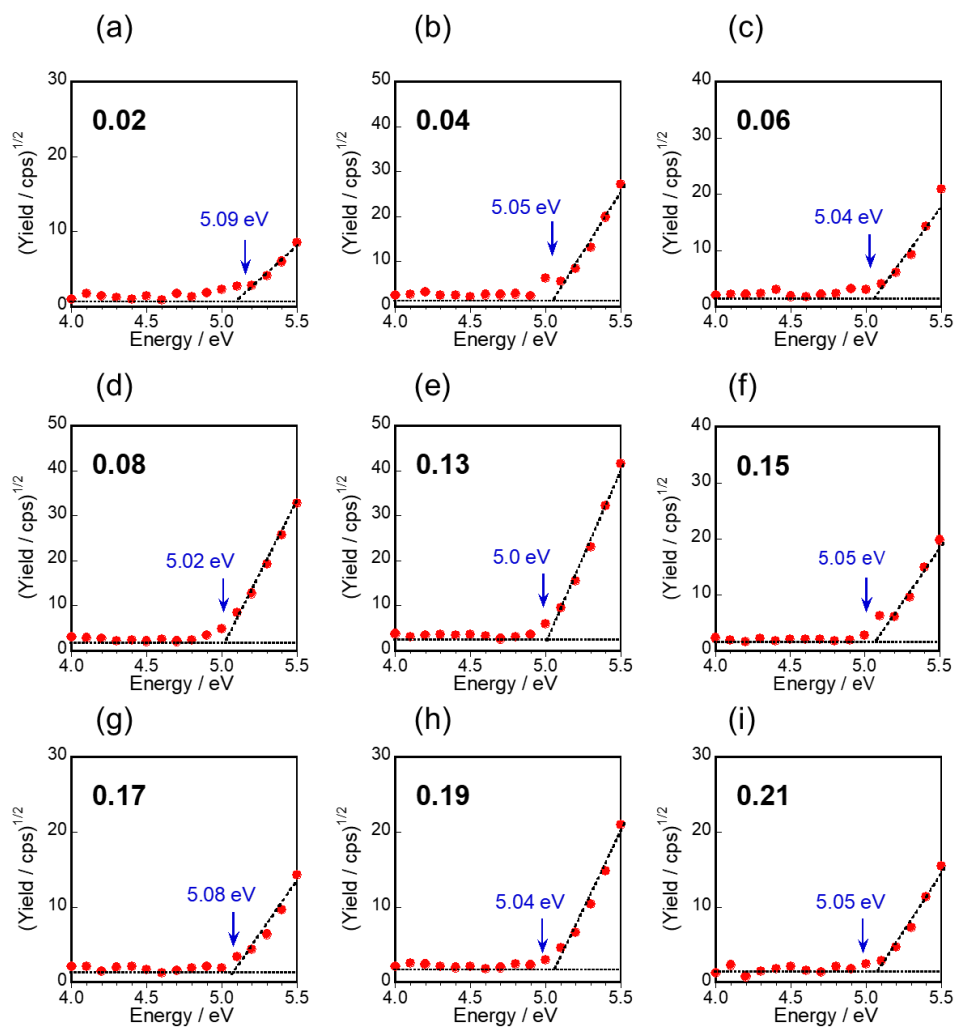 (a)
(b)
(c)
30
20
10
0
0.02
5.09 eV
(Yield / cps)1/2
4.0
4.5
5.0
5.5
Energy / eV
50
40
30
20
10
0
0.04
5.05 eV
(Yield / cps)1/2
4.0
4.5
5.0
5.5
Energy / eV
40
30
20
10
0
0.06
5.04 eV
(Yield / cps)1/2
4.0
4.5
5.0
5.5
Energy / eV
(d)
(e)
(f)
50
40
30
20
10
0
0.08
5.02 eV
(Yield / cps)1/2
4.0
4.5
5.0
5.5
Energy / eV
50
40
30
20
10
0
0.13
5.0 eV
(Yield / cps)1/2
4.0
4.5
5.0
5.5
Energy / eV
40
30
20
10
0
0.15
5.05 eV
(Yield / cps)1/2
4.0
4.5
5.0
5.5
Energy / eV
(g)
(h)
(i)
30
20
10
0
0.17
5.08 eV
(Yield / cps)1/2
4.0
4.5
5.0
5.5
Energy / eV
30
20
10
0
0.19
5.04 eV
(Yield / cps)1/2
4.0
4.5
5.0
5.5
Energy / eV
30
20
10
0
0.21
5.05 eV
(Yield / cps)1/2
4.0
4.5
5.0
5.5
Energy / eV